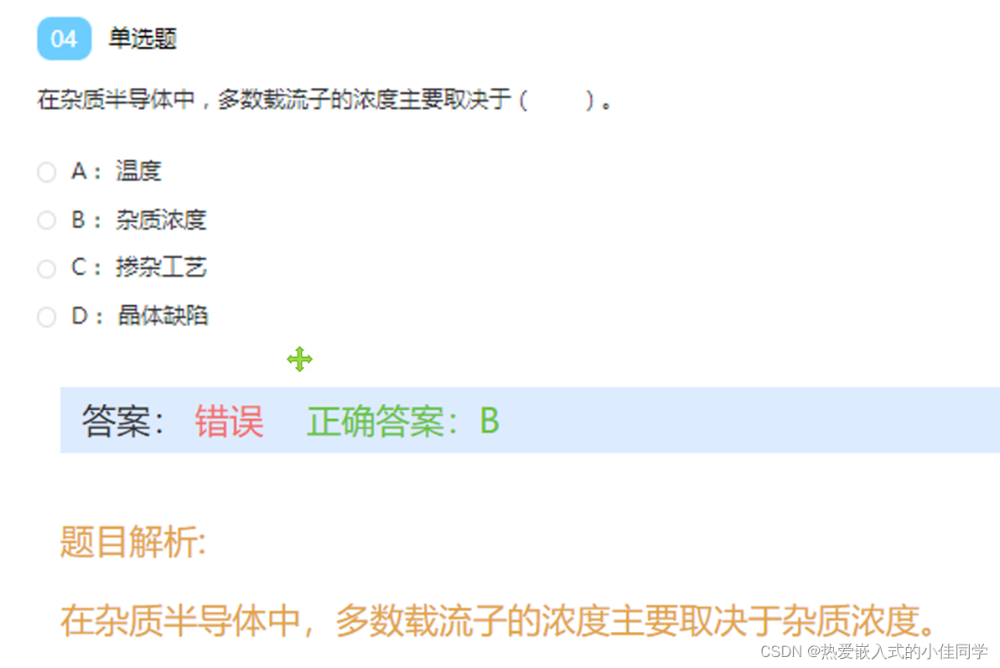 04 单选题
在杂质半导体中，多数载流子的浓度主要取决于（　　）。
A： 温度
B： 杂质浓度
C： 掺杂工艺
D： 晶体缺陷
答案： 错误 正确答案：B
题目解析:
在杂质半导体中，多数载流子的浓度主要取决于杂质浓度。
CSDN @热爱嵌入式的小佳同学